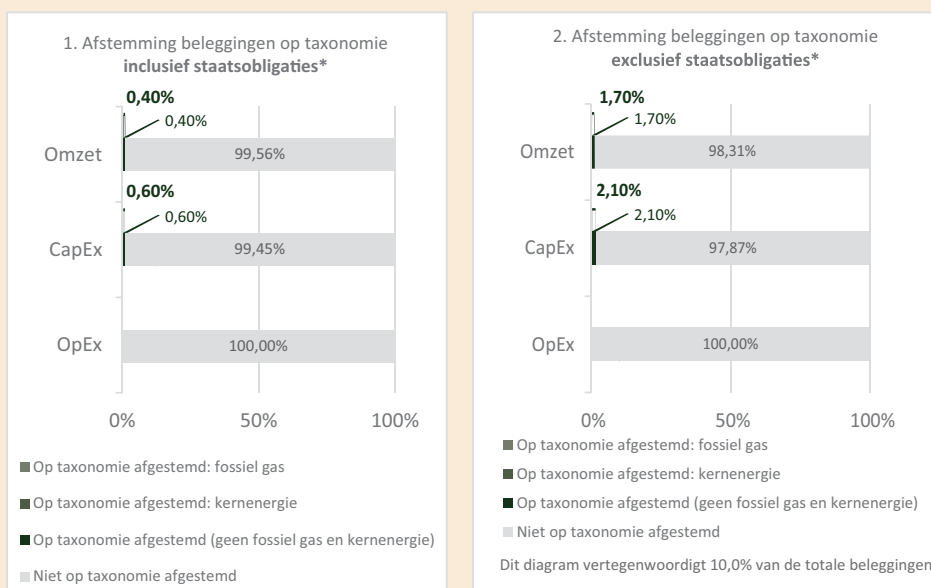 1. Afstemming beleggingen op taxonomie
inclusief staatsobligaties*
0,40%
0,40%
Omzet
99,56%
0,60%
0,60%
CapEx
99,45%
OpEx
100,00%
0%
50%
100%
Op taxonomie afgestemd: fossiel gas
Op taxonomie afgestemd: kernenergie
Op taxonomie afgestemd (geen fossiel gas en kernenergie)
Niet op taxonomie afgestemd
2. Afstemming beleggingen op taxonomie
exclusief staatsobligaties*
1,70%
1,70%
Omzet
98,31%
2,10%
2,10%
CapEx
97,87%
OpEx
100,00%
0%
50%
100%
Op taxonomie afgestemd: fossiel gas
Op taxonomie afgestemd: kernenergie
Op taxonomie afgestemd (geen fossiel gas en kernenergie)
Niet op taxonomie afgestemd
Dit diagram vertegenwoordigt 10,0% van de totale beleggingen